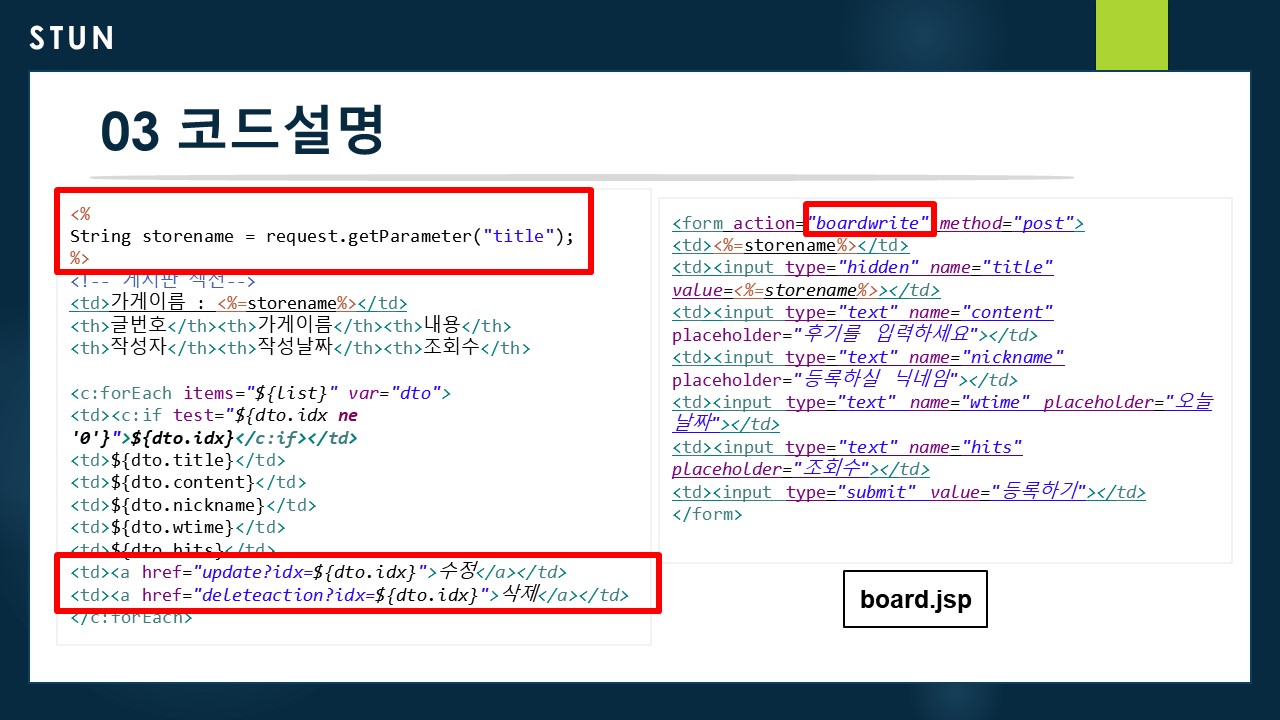 STUN
03 코드설명
<%
String storename = request.getParameter("title");
%>
<!-- 게시판 섹션-->
<td>가게이름 : <%=storename%></td>
<th>글번호</th><th>가게이름</th><th>내용</th>
<th>작성자</th><th>작성날짜</th><th>조회수</th>
<c:forEach items="${list}" var="dto">
<td><c:if test="${dto.idx ne
'0'}">${dto.idx}</c:if></td>
<td>${dto.title}</td>
<td>${dto.content}</td>
<td>${dto.nickname}</td>
<td>${dto.wtime}</td>
<td>${dto.hits}</td>
<td><a href="update?idx=${dto.idx}">수정</a></td>
<td><a href="deleteaction?idx=${dto.idx}">삭제</a></td>
</c:forEach>
<form action="boardwrite" method="post">
<td><%=storename%></td>
<td><input type="hidden" name="title"
value=<%=storename%>></td>
<td><input type="text" name="content"
placeholder="후기를 입력하세요"></td>
<td><input type="text" name="nickname"
placeholder="등록하실 닉네임"></td>
<td><input type="text" name="wtime" placeholder="오늘
날짜"></td>
<td><input type="text" name="hits"
placeholder="조회수"></td>
<td><input type="submit" value="등록하기"></td>
</form>
board.jsp